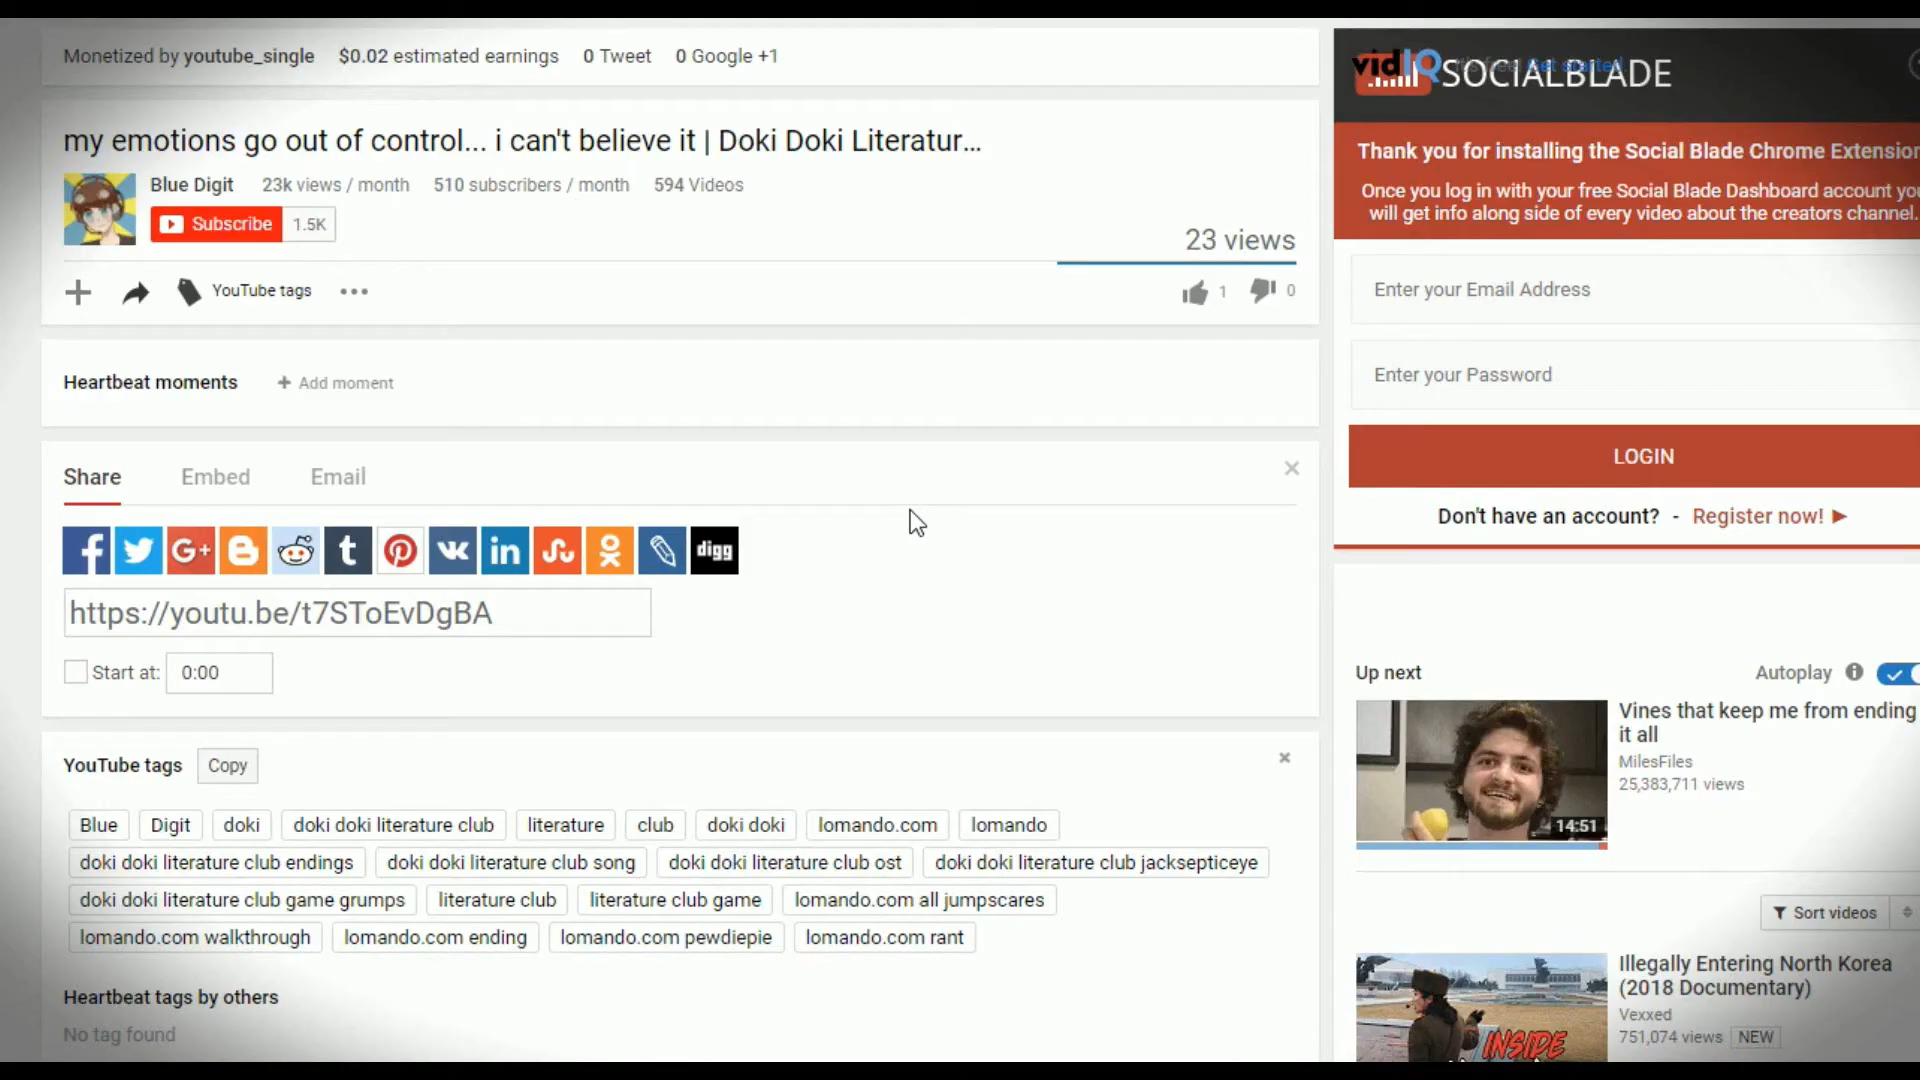 Monetized by youtube_single $0.02 estimated earnings 0 Tweet 0 Google +1
my emotions go out of control... i can't believe it | Doki Doki Literatur...
Blue Digit 23k views / month 510 subscribers / month 594 Videos
Subscribe 1.5K
23 views
YouTube tags
1 0
Heartbeat moments + Add moment
Share Embed Email
G+ t vk in digg
https://youtu.be/t7SToEvDgBA
Start at: 0:00
YouTube tags Copy
Blue Digit doki doki doki literature club literature club doki doki lomando.com lomando
doki doki literature club endings doki doki literature club song doki doki literature club ost doki doki literature club jacksepticeye
doki doki literature club game grumps literature club literature club game lomando.com all jumpscares
lomando.com walkthrough lomando.com ending lomando.com pewdiepie lomando.com rant
Heartbeat tags by others
No tag found
vidIQ
SOCIALBLADE
Thank you for installing the Social Blade Chrome Extension
Once you log in with your free Social Blade Dashboard account you
will get info along side of every video about the creators channel.
Enter your Email Address
Enter your Password
LOGIN
Don't have an account? - Register now!
Up next Autoplay
Vines that keep me from ending
it all
MilesFiles
25,383,711 views
14:51
Sort videos
Illegally Entering North Korea
(2018 Documentary)
Vexxed
751,074 views NEW
INSIDE